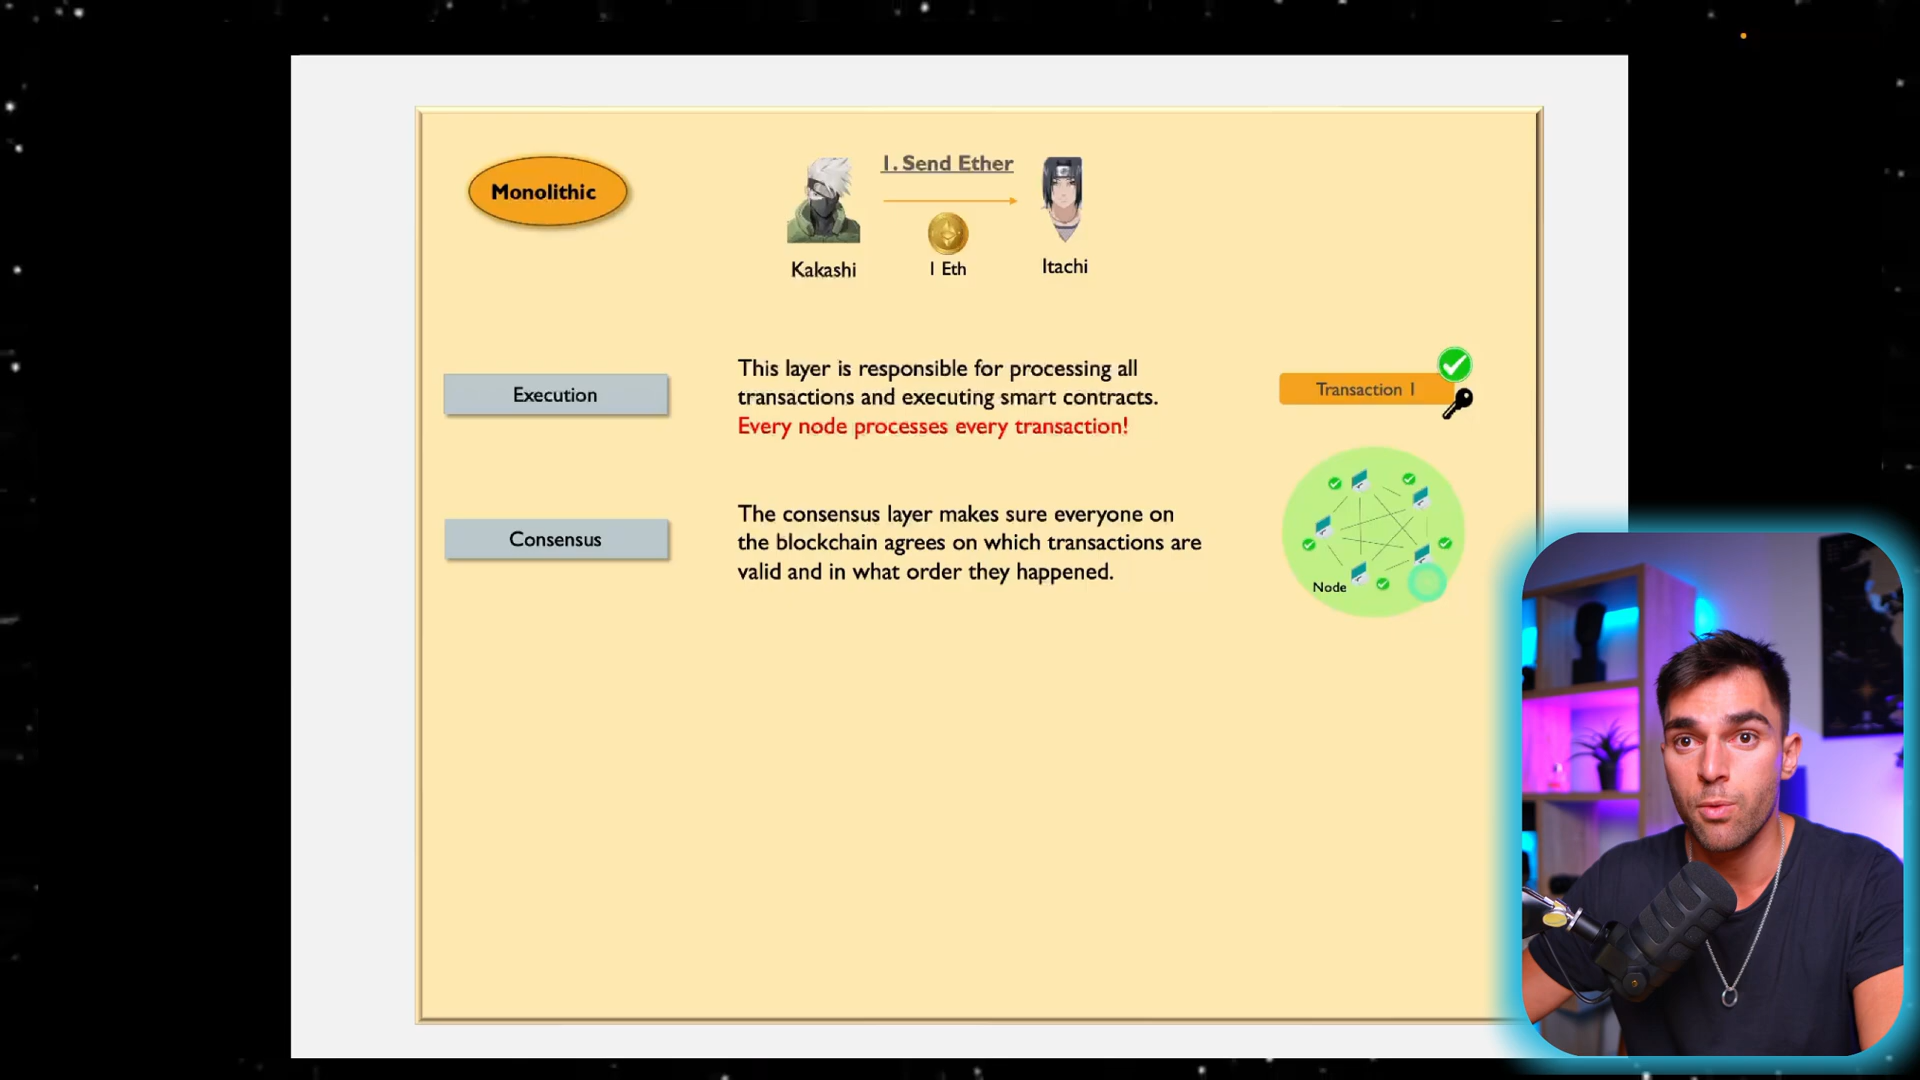 Monolithic
1. Send Ether
Kakashi
1 Eth
Itachi
Execution
This layer is responsible for processing all
transactions and executing smart contracts.
Every node processes every transaction!
Transaction 1
Consensus
The consensus layer makes sure everyone on
the blockchain agrees on which transactions are
valid and in what order they happened.
Node